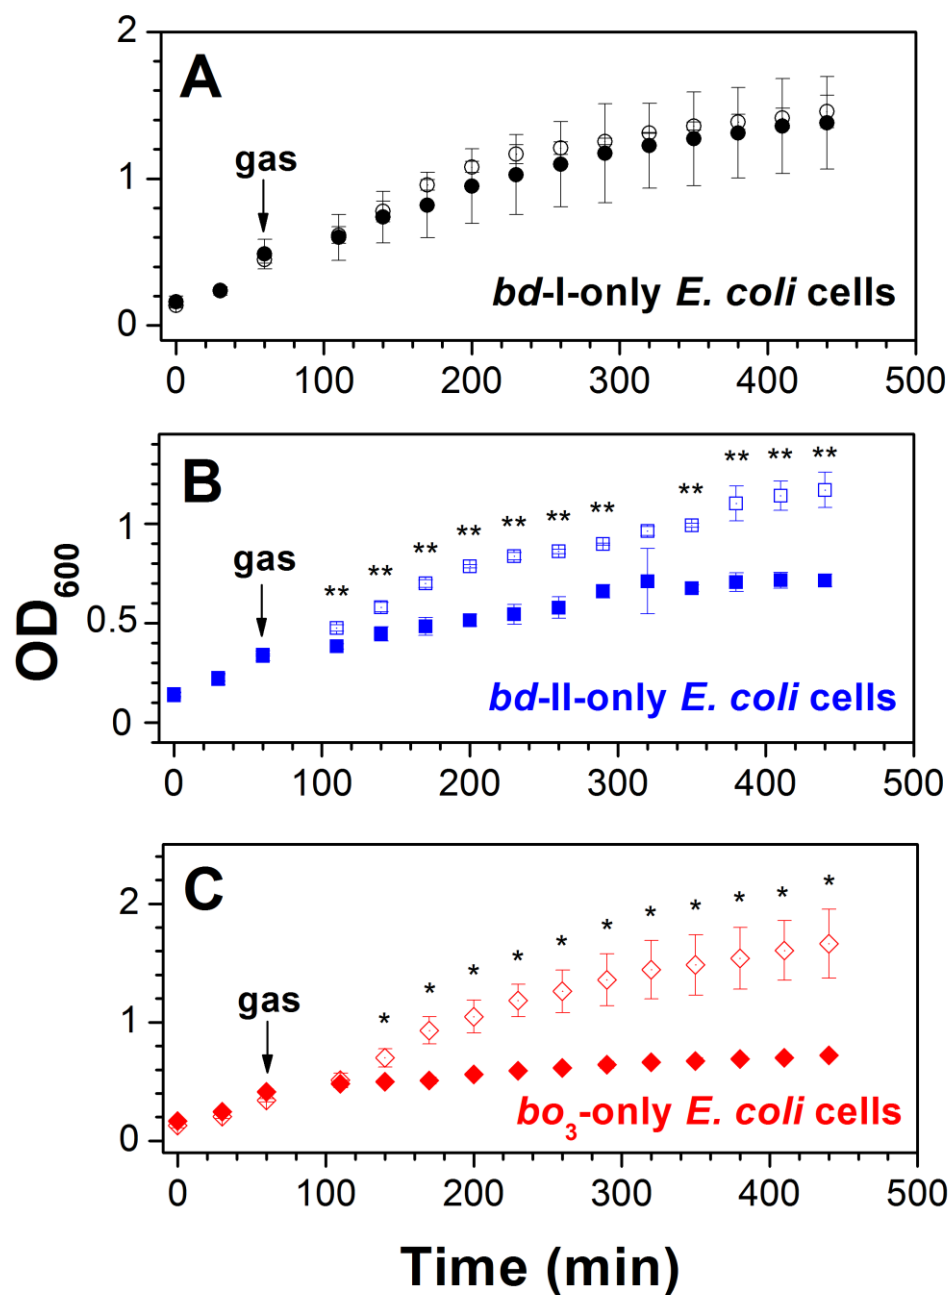 2
A
gas
1
bd-I-only E. coli cells
0
0 100 200 300 400 500
B
** ** ** ** ** ** ** ** ** ** **
1
gas
0.5
OD600
bd-II-only E. coli cells
0
0 100 200 300 400 500
C
* * * * * * * * * * *
2
gas
1
bo3-only E. coli cells
0
0 100 200 300 400 500
Time (min)